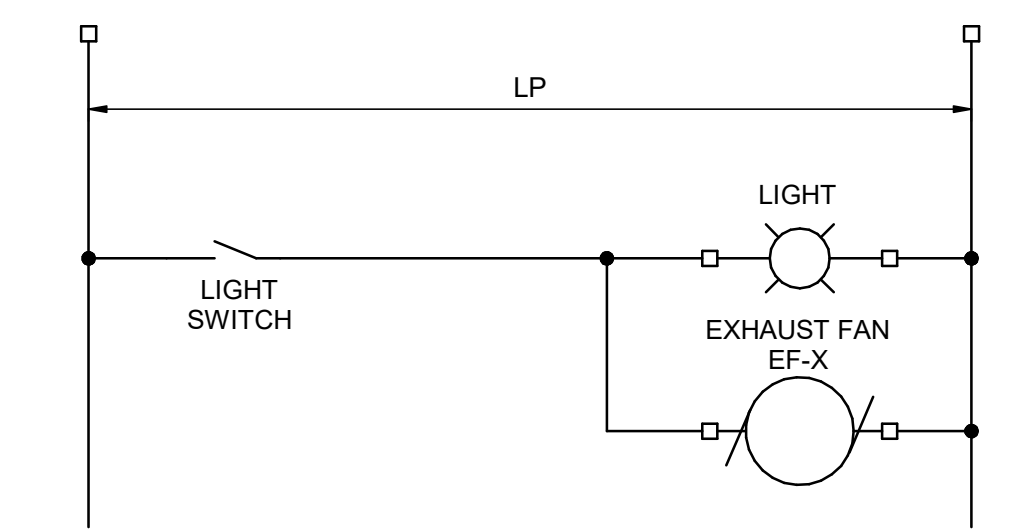 LP
LIGHT
LIGHT
SWITCH
EXHAUST FAN
EF-X